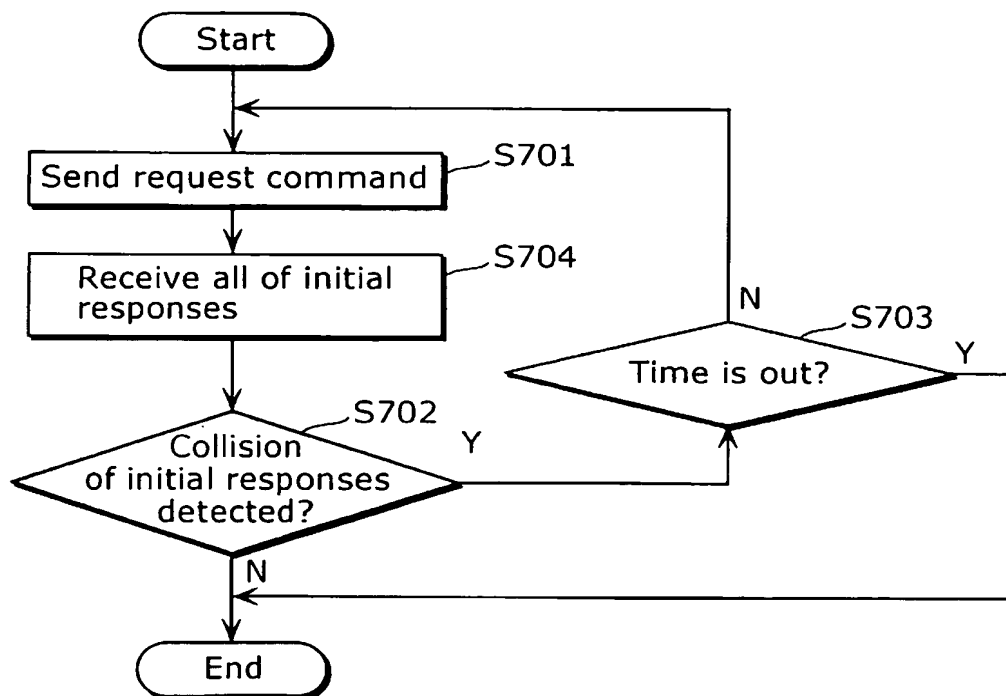 Start
Send request command
S701
Receive all of initial
responses
S704
N
S703
Time is out?
Y
S702
Collision
of initial responses
detected?
Y
N
End